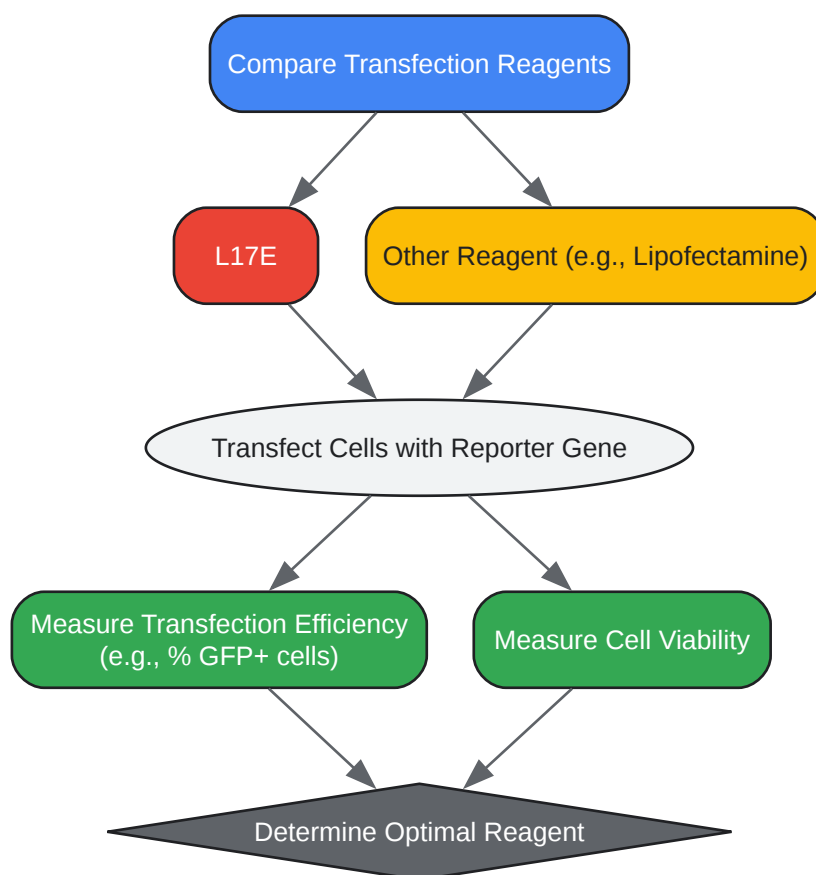 Compare Transfection Reagents
L17E
Other Reagent (e.g., Lipofectamine)
Transfect Cells with Reporter Gene
Measure Transfection Efficiency
(e.g., % GFP+ cells)
Measure Cell Viability
Determine Optimal Reagent